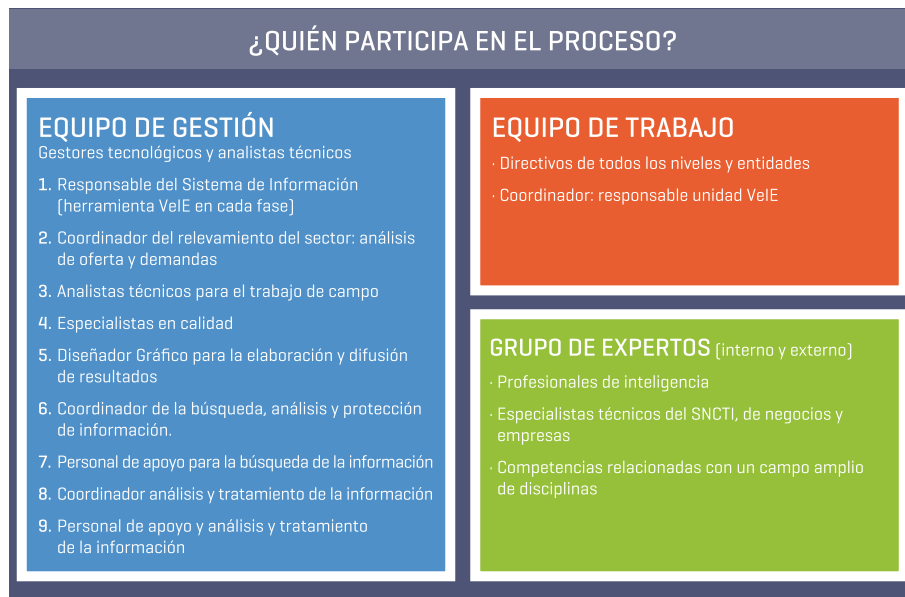 ¿QUIÉN PARTICIPA EN EL PROCESO?
EQUIPO DE GESTIÓN
Gestores tecnológicos y analistas técnicos
1. Responsable del Sistema de Información
(herramienta VeIE en cada fase)
2. Coordinador del relevamiento del sector: análisis
de oferta y demandas
3. Analistas técnicos para el trabajo de campo
4. Especialistas en calidad
5. Diseñador Gráfico para la elaboración y difusión
de resultados
6. Coordinador de la búsqueda, análisis y protección
de información.
7. Personal de apoyo para la búsqueda de la información
8. Coordinador análisis y tratamiento de la información
9. Personal de apoyo y análisis y tratamiento
de la información
EQUIPO DE TRABAJO
· Directivos de todos los niveles y entidades
· Coordinador: responsable unidad VeIE
GRUPO DE EXPERTOS (interno y externo)
· Profesionales de inteligencia
· Especialistas técnicos del SNCTI, de negocios y
empresas
· Competencias relacionadas con un campo amplio
de disciplinas